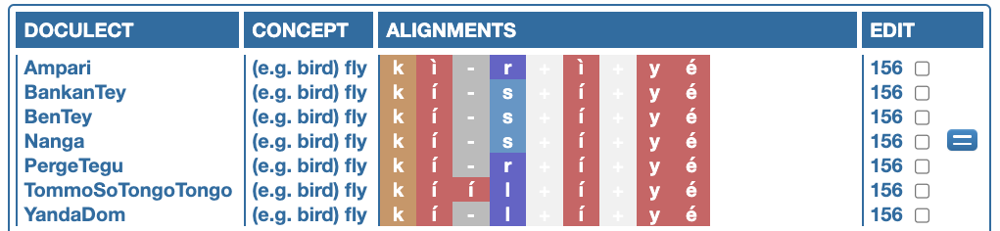 DOCULECT CONCEPT ALIGNMENTS EDIT
Ampari (e.g. bird) fly k ì - r + ì + y é 156
BankanTey (e.g. bird) fly k í - s + í + y é 156
BenTey (e.g. bird) fly k í - s + í + y é 156
Nanga (e.g. bird) fly k í - s + í + y é 156
PergeTegu (e.g. bird) fly k í - r + í + y é 156
TommoSoTongoTongo (e.g. bird) fly k í í l + í + y é 156
YandaDom (e.g. bird) fly k í - l + í + y é 156